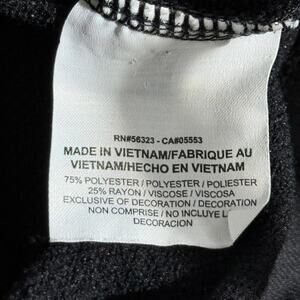 RN#56323 - CA#05553
MADE IN VIETNAM/FABRIQUE AU
VIETNAM/HECHO EN VIETNAM
75% POLYESTER / POLYESTER / POLIESTER
25% RAYON / VISCOSE / VISCOSA
EXCLUSIVE OF DECORATION / DECORATION
NON COMPRISE / NO INCLUYE L
DECORACION